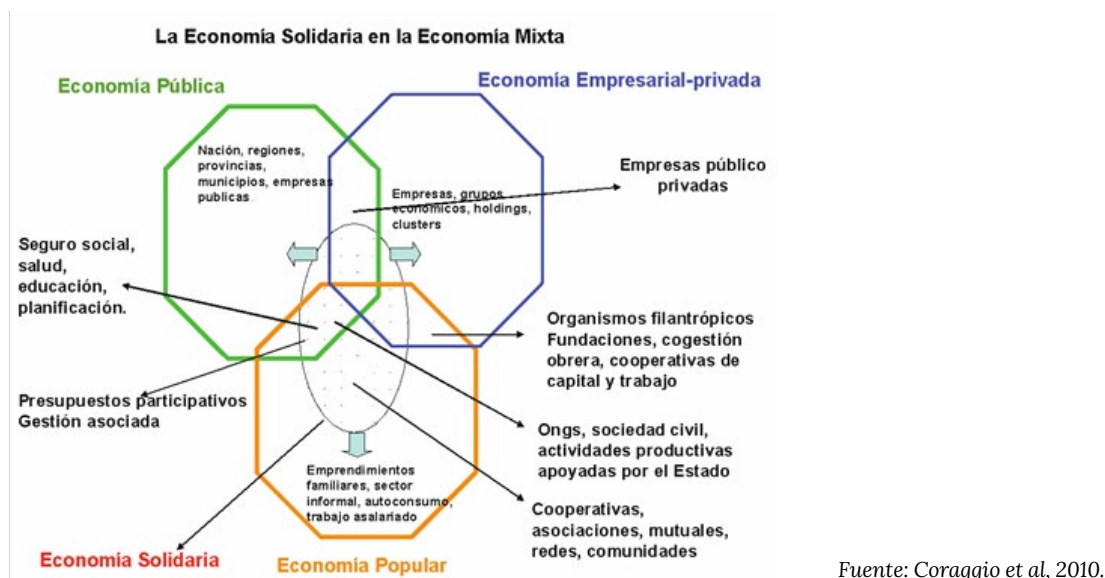 La Economía Solidaria en la Economía Mixta
Economía Pública
Economía Empresarial-privada
Nación, regiones,
provincias,
municipios, empresas
publicas.
Empresas, grupos
económicos, holdings,
clusters
Empresas público
privadas
Seguro social,
salud,
educación,
planificación.
Organismos filantrópicos
Fundaciones, cogestión
obrera, cooperativas de
capital y trabajo
Presupuestos participativos
Gestión asociada
Ongs, sociedad civil,
actividades productivas
apoyadas por el Estado
Emprendimientos
familiares, sector
informal, autoconsumo,
trabajo asalariado
Cooperativas,
asociaciones, mutuales,
redes, comunidades
Economía Solidaria
Economía Popular
Fuente: Coraggio et al, 2010.